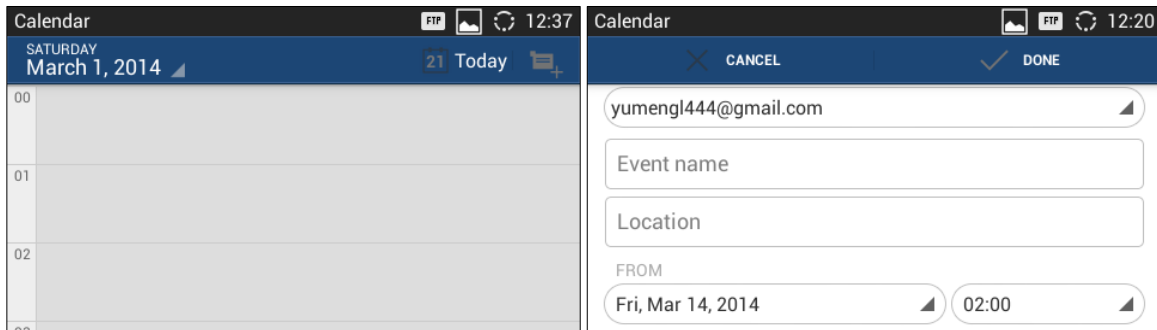 Calendar FTP 12:37
SATURDAY
March 1, 2014 21 Today
00
01
02
Calendar FTP 12:20
CANCEL DONE
yumengl444@gmail.com
Event name
Location
FROM
Fri, Mar 14, 2014 02:00